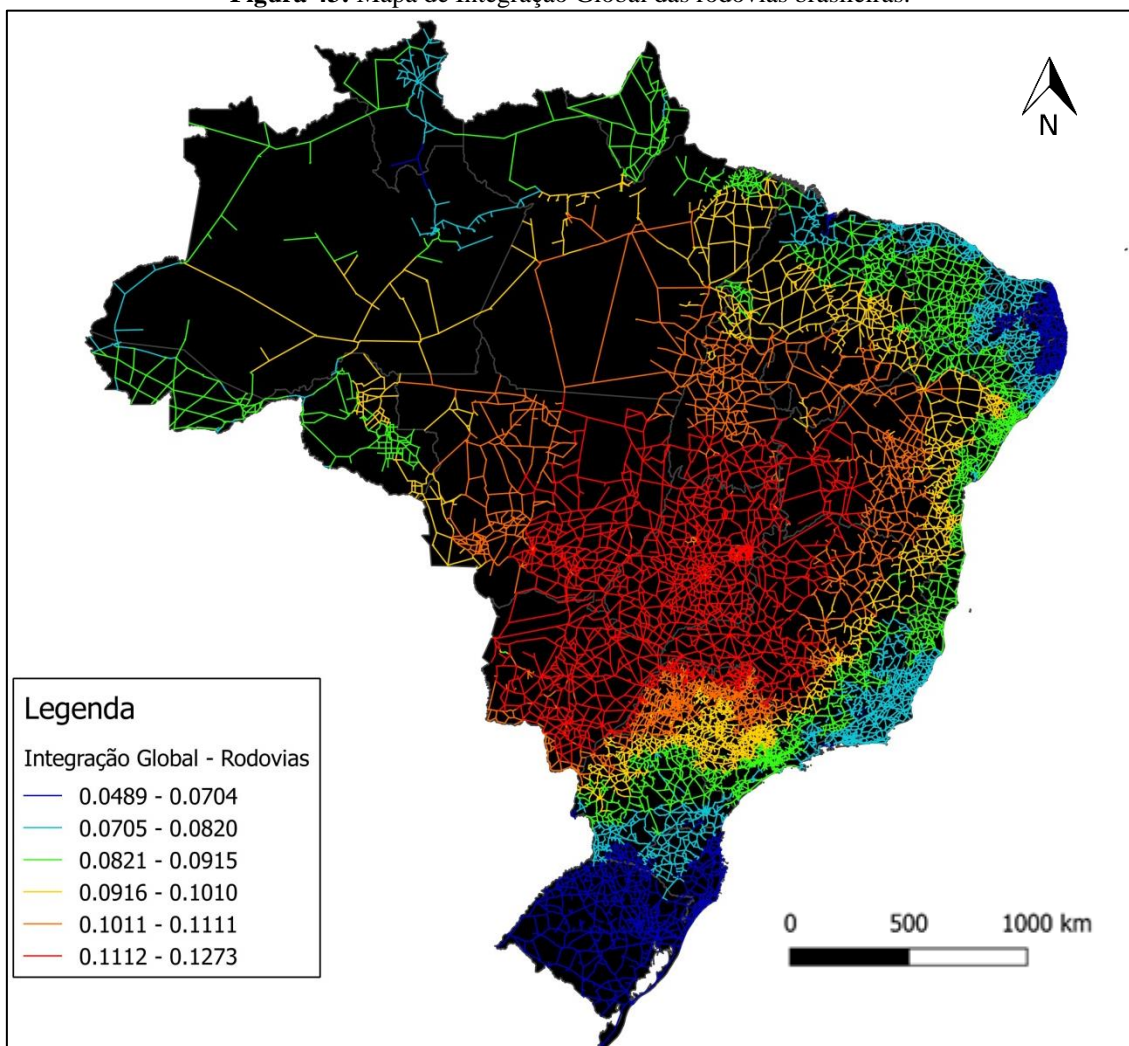 Figura 45: Mapa de Integração Global das rodovias brasileiras.
N
Legenda
Integração Global - Rodovias
0.0489 - 0.0704
0.0705 - 0.0820
0.0821 - 0.0915
0.0916 - 0.1010
0.1011 - 0.1111
0.1112 - 0.1273
0 500 1000 km